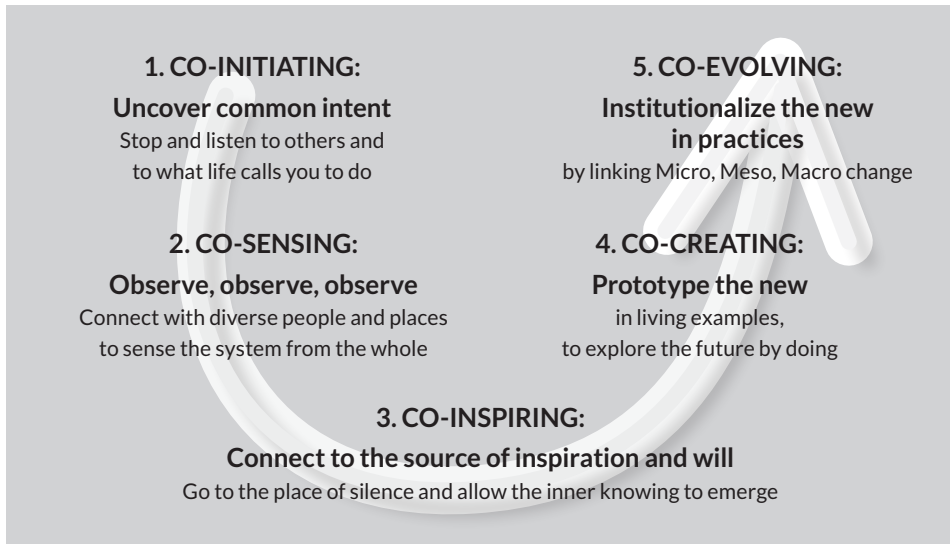 1. CO-INITIATING:
Uncover common intent
Stop and listen to others and
to what life calls you to do
2. CO-SENSING:
Observe, observe, observe
Connect with diverse people and places
to sense the system from the whole
3. CO-INSPIRING:
Connect to the source of inspiration and will
Go to the place of silence and allow the inner knowing to emerge
4. CO-CREATING:
Prototype the new
in living examples,
to explore the future by doing
5. CO-EVOLVING:
Institutionalize the new
in practices
by linking Micro, Meso, Macro change